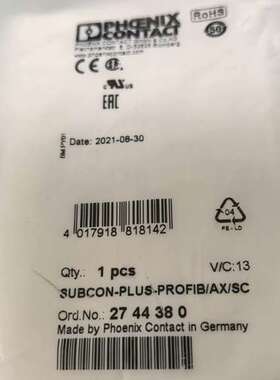 PHOENIX
CONTACT
RoHS
50
CE
EAC
Date: 2021-08-30
4 017918 818142
04
PE-LD
Qty.: 1 pcs
V/C:13
SUBCON-PLUS-PROFIB/AX/SC
Ord.No.: 27 44 38 0
Made by Phoenix Contact in Germany